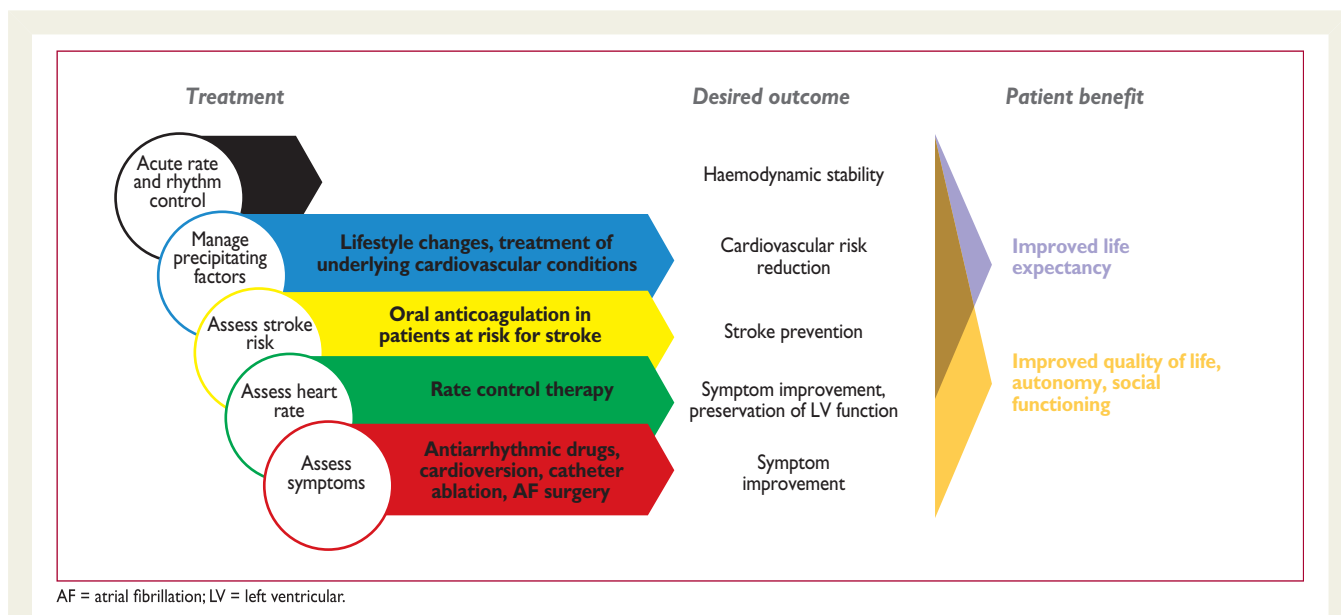 Treatment
Desired outcome
Patient benefit
Acute rate
and rhythm
control
Haemodynamic stability
Manage
precipitating
factors
Lifestyle changes, treatment of
underlying cardiovascular conditions
Cardiovascular risk
reduction
Improved life
expectancy
Assess stroke
risk
Oral anticoagulation in
patients at risk for stroke
Stroke prevention
Assess heart
rate
Rate control therapy
Symptom improvement,
preservation of LV function
Improved quality of life,
autonomy, social
functioning
Assess
symptoms
Antiarrhythmic drugs,
cardioversion, catheter
ablation, AF surgery
Symptom
improvement
AF = atrial fibrillation; LV = left ventricular.